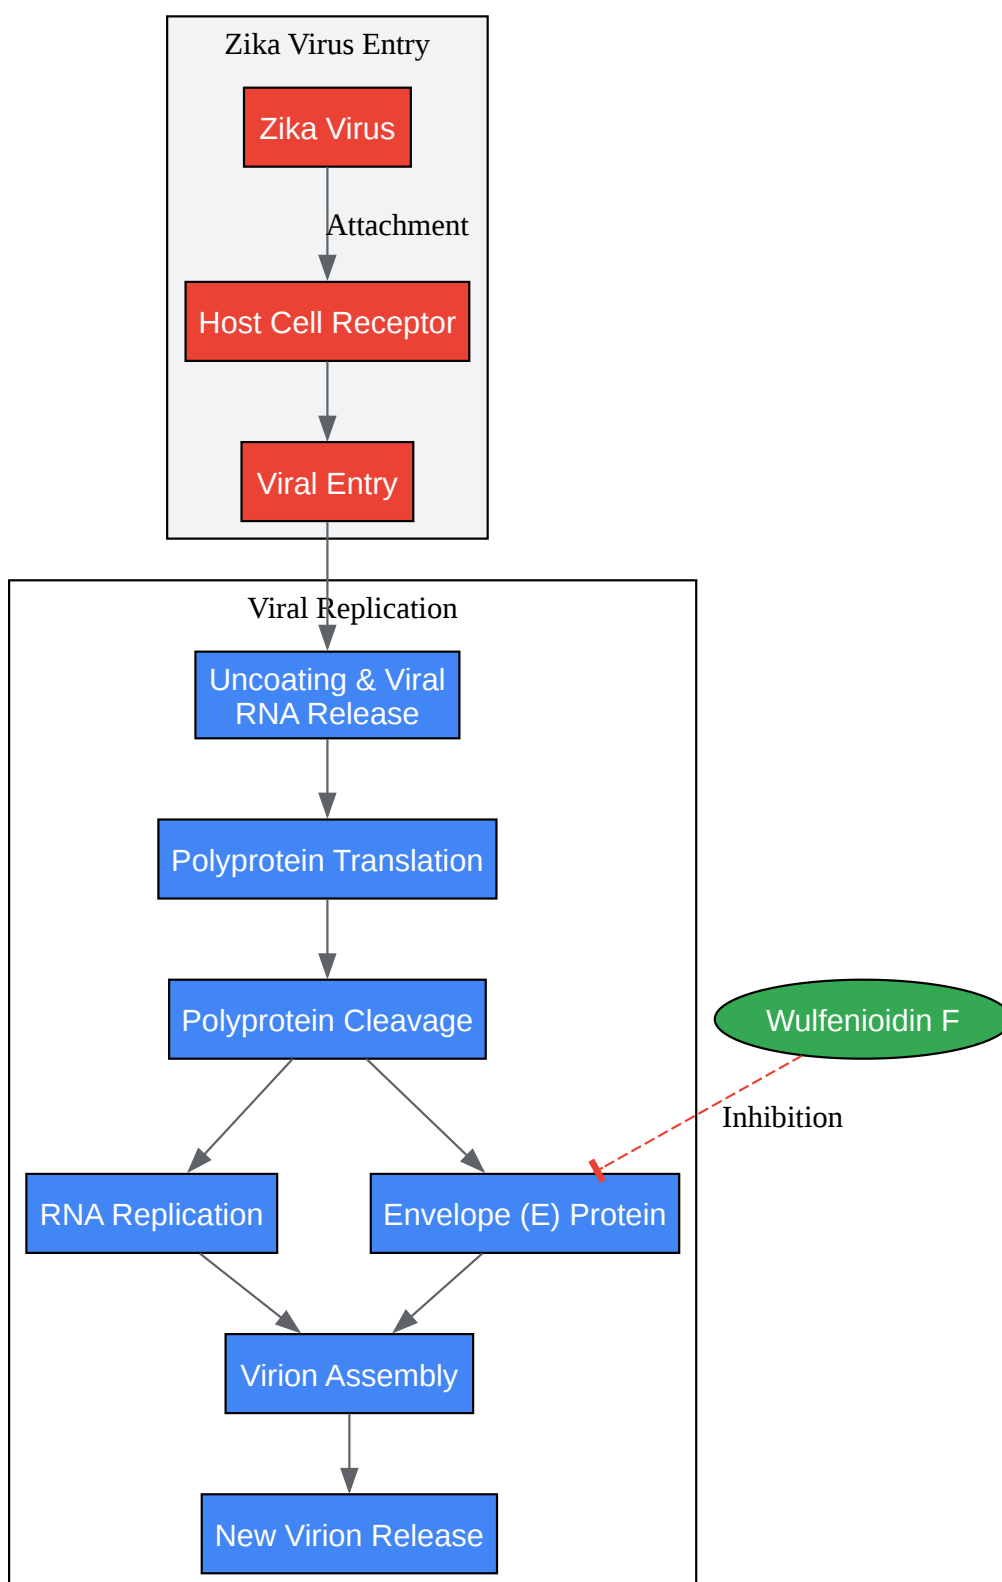 Zika Virus Entry
Zika Virus
Attachment
Host Cell Receptor
Viral Entry
Viral Replication
Uncoating & Viral
RNA Release
Polyprotein Translation
Polyprotein Cleavage
Wulfenioidin F
Inhibition
RNA Replication
Envelope (E) Protein
Virion Assembly
New Virion Release